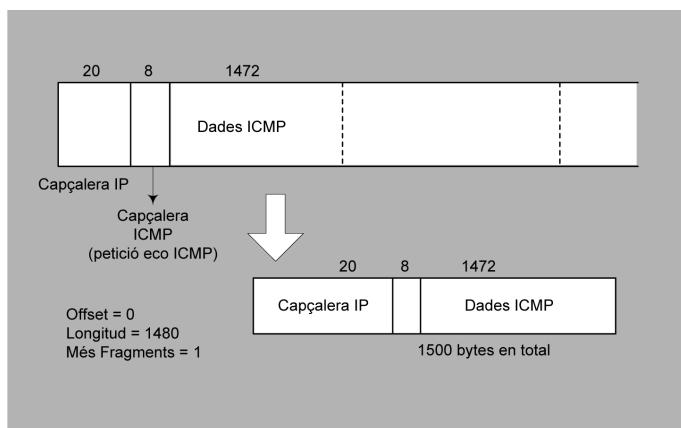 20 8 1472
Dades ICMP
Capçalera IP
Capçalera
ICMP
(petició eco ICMP)
20 8 1472
Capçalera IP Dades ICMP
Offset = 0
Longitud = 1480
Més Fragments = 1
1500 bytes en total